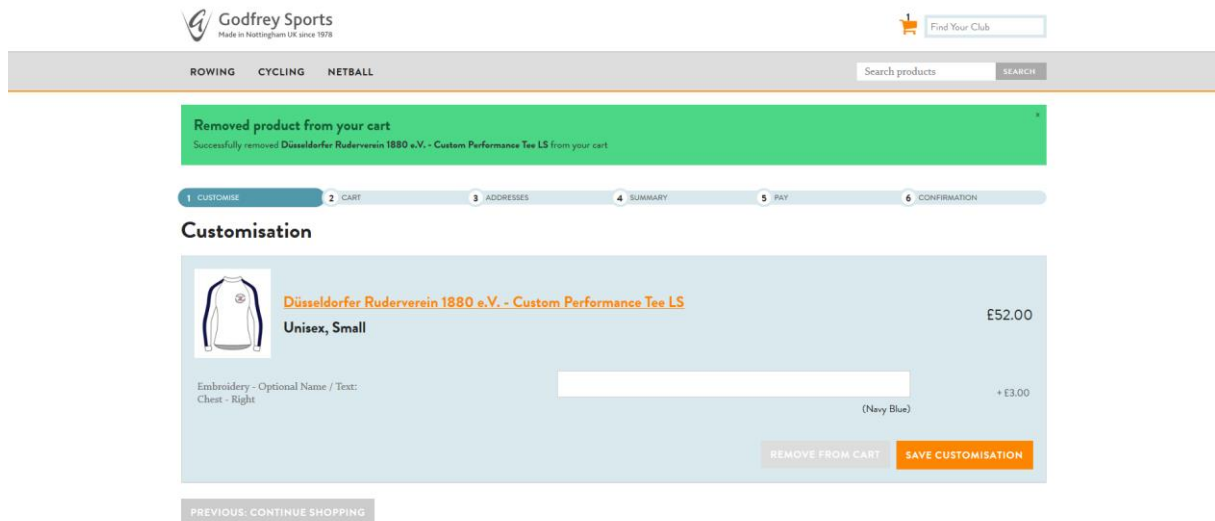 Godfrey Sports
Made in Nottingham UK since 1978
1
Find Your Club
ROWING CYCLING NETBALL
Search products
SEARCH
Removed product from your cart
x
Successfully removed Düsseldorfer Ruderverein 1880 e.V. - Custom Performance Tee LS from your cart
1 CUSTOMISE 2 CART 3 ADDRESSES 4 SUMMARY 5 PAY 6 CONFIRMATION
Customisation
Düsseldorfer Ruderverein 1880 e.V. - Custom Performance Tee LS
Unisex, Small
£52.00
Embroidery - Optional Name / Text:
Chest - Right
+ £3.00
(Navy Blue)
REMOVE FROM CART SAVE CUSTOMISATION
PREVIOUS: CONTINUE SHOPPING